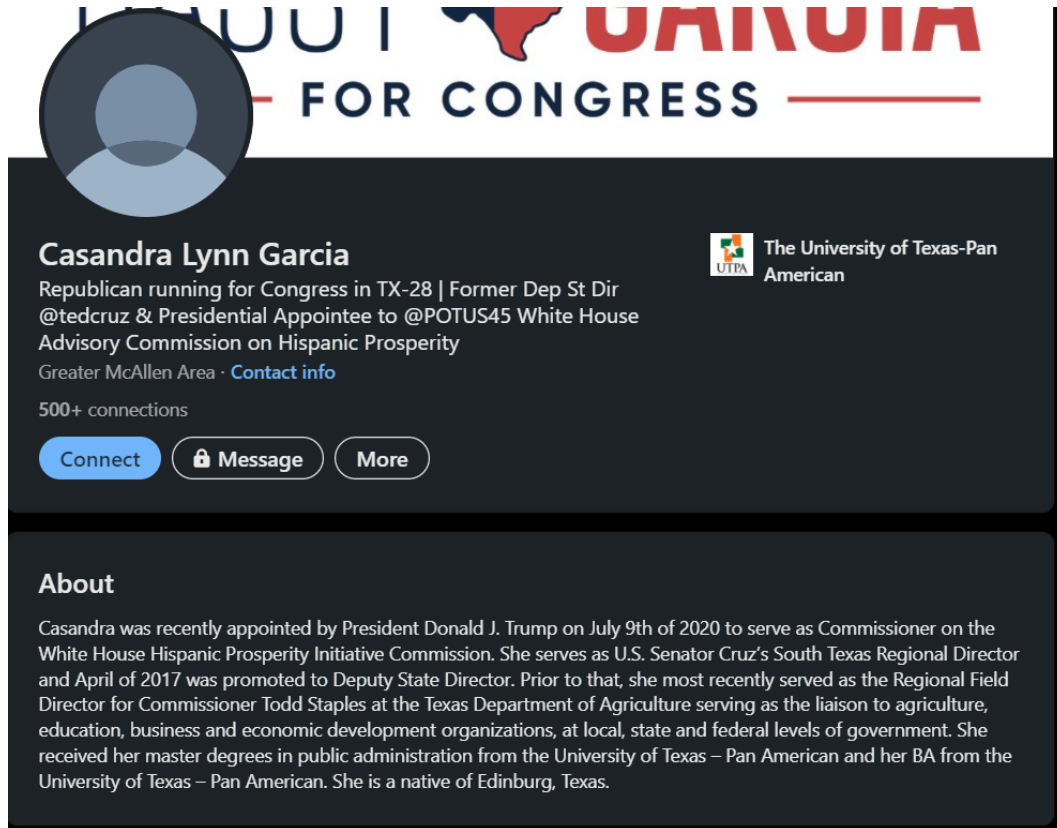 GARCIA
FOR CONGRESS
Casandra Lynn Garcia
Republican running for Congress in TX-28 | Former Dep St Dir
@tedcruz & Presidential Appointee to @POTUS45 White House
Advisory Commission on Hispanic Prosperity
Greater McAllen Area · Contact info
500+ connections
Connect
Message
More
UTPA
The University of Texas-Pan
American
About
Casandra was recently appointed by President Donald J. Trump on July 9th of 2020 to serve as Commissioner on the
White House Hispanic Prosperity Initiative Commission. She serves as U.S. Senator Cruz’s South Texas Regional Director
and April of 2017 was promoted to Deputy State Director. Prior to that, she most recently served as the Regional Field
Director for Commissioner Todd Staples at the Texas Department of Agriculture serving as the liaison to agriculture,
education, business and economic development organizations, at local, state and federal levels of government. She
received her master degrees in public administration from the University of Texas – Pan American and her BA from the
University of Texas – Pan American. She is a native of Edinburg, Texas.